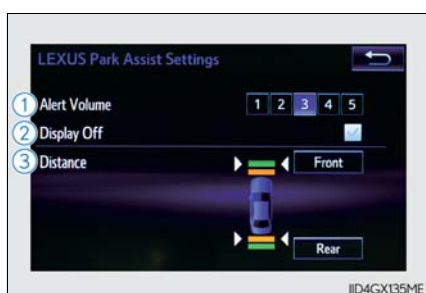 LEXUS Park Assist Settings
1 Alert Volume 1 2 3 4 5
2 Display Off
3 Distance Front
Rear
IID4GX135ME